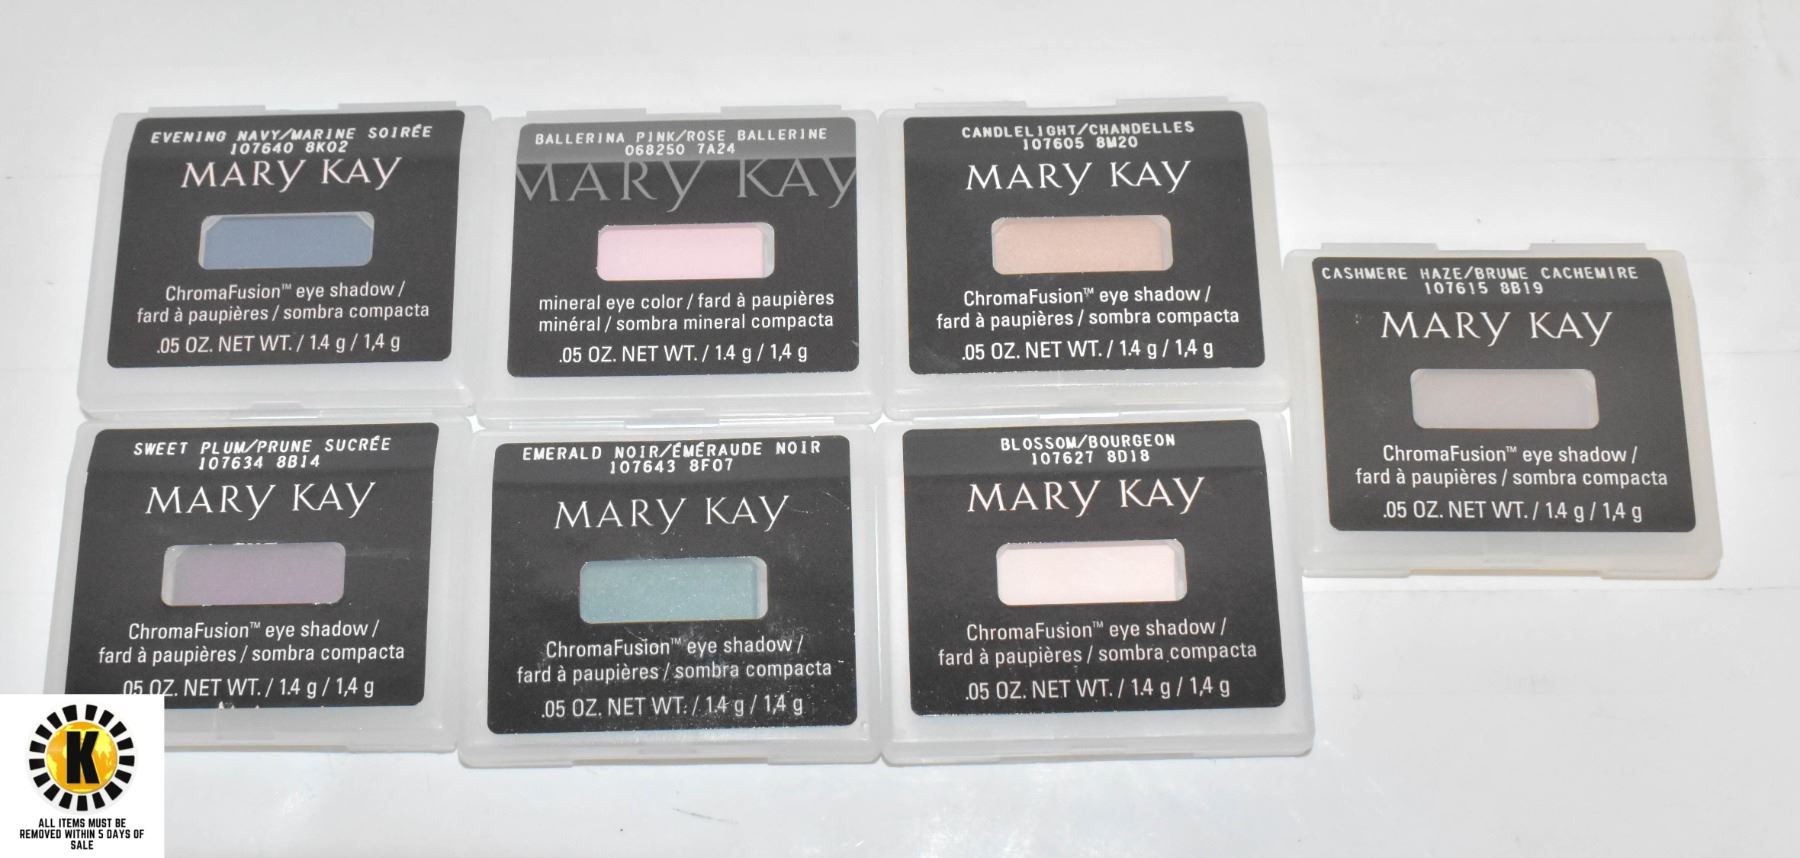 EVENING NAVY/MARINE SOIRÉE
107640 8K02
MARY KAY
ChromaFusion™ eye shadow /
fard à paupières / sombra compacta
.05 OZ. NET WT. / 1.4 g / 1,4 g
BALLERINA PINK/ROSE BALLERINE
068250 7A24
MARY KAY
mineral eye color / fard à paupières
minéral / sombra mineral compacta
.05 OZ. NET WT. / 1.4 g / 1,4 g
CANDLELIGHT/CHANDELLES
107605 8M20
MARY KAY
ChromaFusion™ eye shadow /
fard à paupières / sombra compacta
.05 OZ. NET WT. / 1.4 g / 1,4 g
CASHMERE HAZE/BRUME CACHEMIRE
107615 8B19
MARY KAY
ChromaFusion™ eye shadow /
fard à paupières / sombra compacta
.05 OZ. NET WT. / 1.4 g / 1,4 g
SWEET PLUM/PRUNE SUCRÉE
107634 8B14
MARY KAY
ChromaFusion™ eye shadow /
fard à paupières / sombra compacta
.05 OZ. NET WT. / 1.4 g / 1,4 g
EMERALD NOIR/ÉMÉRAUDE NOIR
107643 8F07
MARY KAY
ChromaFusion™ eye shadow /
fard à paupières / sombra compacta
.05 OZ. NET WT. / 1.4 g / 1,4 g
BLOSSOM/BOURGEON
107627 8D18
MARY KAY
ChromaFusion™ eye shadow /
fard à paupières / sombra compacta
.05 OZ. NET WT. / 1.4 g / 1,4 g
K
ALL ITEMS MUST BE
REMOVED WITHIN 5 DAYS OF
SALE